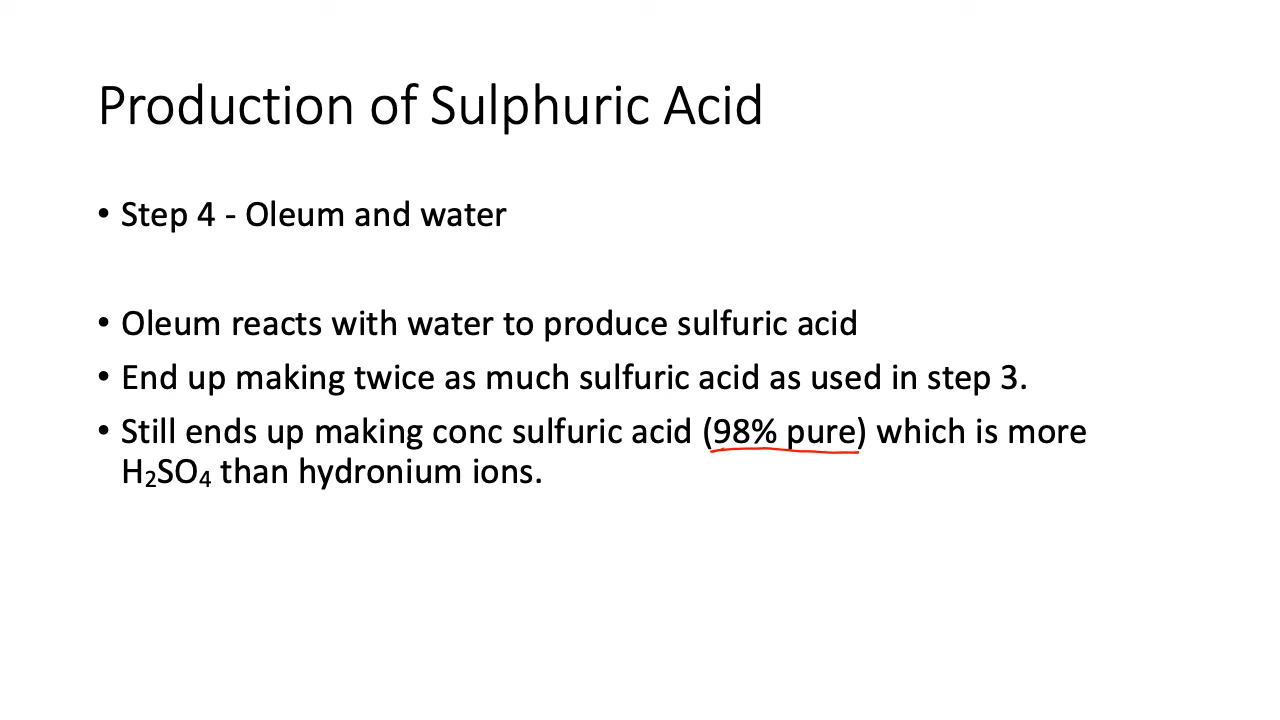 Production of Sulphuric Acid
• Step 4 - Oleum and water
• Oleum reacts with water to produce sulfuric acid
• End up making twice as much sulfuric acid as used in step 3.
• Still ends up making conc sulfuric acid (98% pure) which is more
H₂SO₄ than hydronium ions.